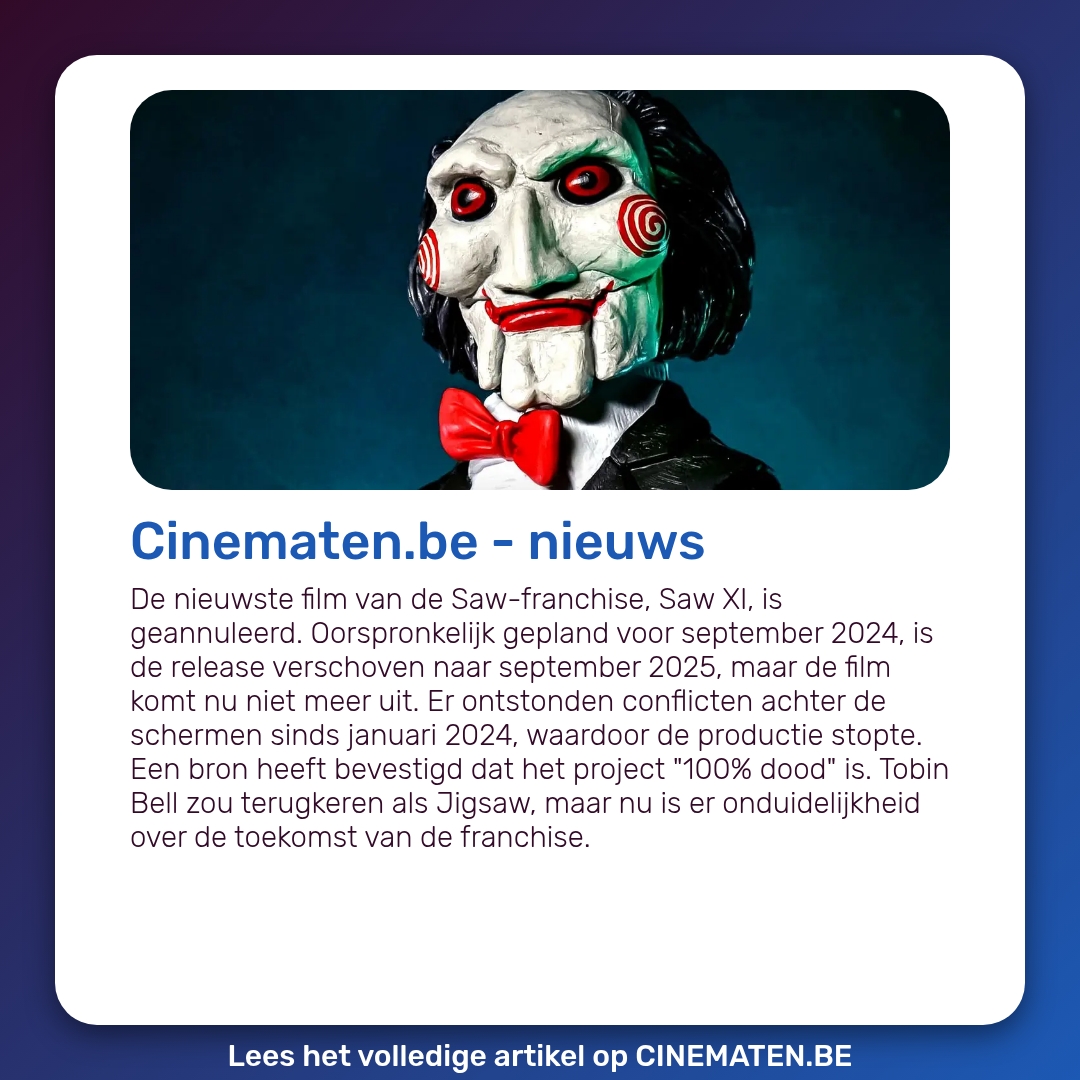 Cinematen.be - nieuws
De nieuwste film van de Saw-franchise, Saw XI, is
geannuleerd. Oorspronkelijk gepland voor september 2024, is
de release verschoven naar september 2025, maar de film
komt nu niet meer uit. Er ontstonden conflicten achter de
schermen sinds januari 2024, waardoor de productie stopte.
Een bron heeft bevestigd dat het project "100% dood" is. Tobin
Bell zou terugkeren als Jigsaw, maar nu is er onduidelijkheid
over de toekomst van de franchise.
Lees het volledige artikel op CINEMATEN.BE